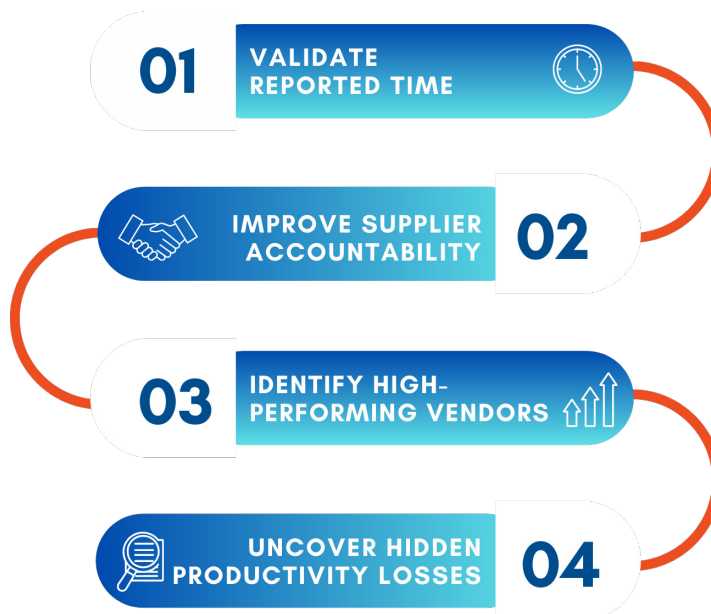 01
VALIDATE
REPORTED TIME
IMPROVE SUPPLIER
ACCOUNTABILITY
02
03
IDENTIFY HIGH-
PERFORMING VENDORS
UNCOVER HIDDEN
PRODUCTIVITY LOSSES
04